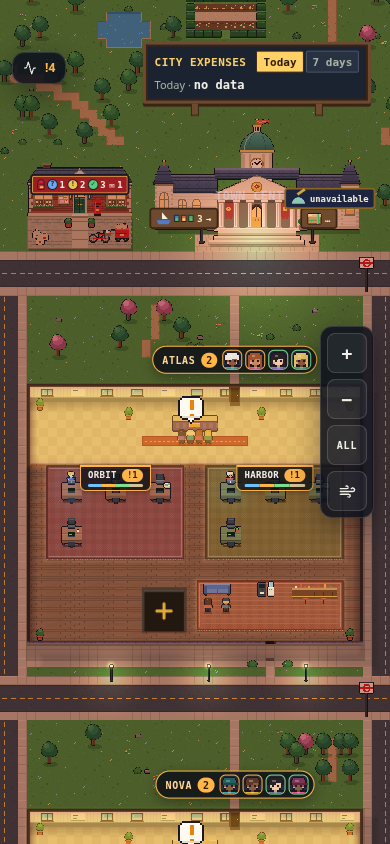 !4
CITY EXPENSES Today 7 days
Today · no data
? 1 ! 2 ✓ 3 ✉ 1
3 →
unavailable
...
ATLAS 2
+
−
ALL
!
ORBIT !1
HARBOR !1
+
NOVA 2
!